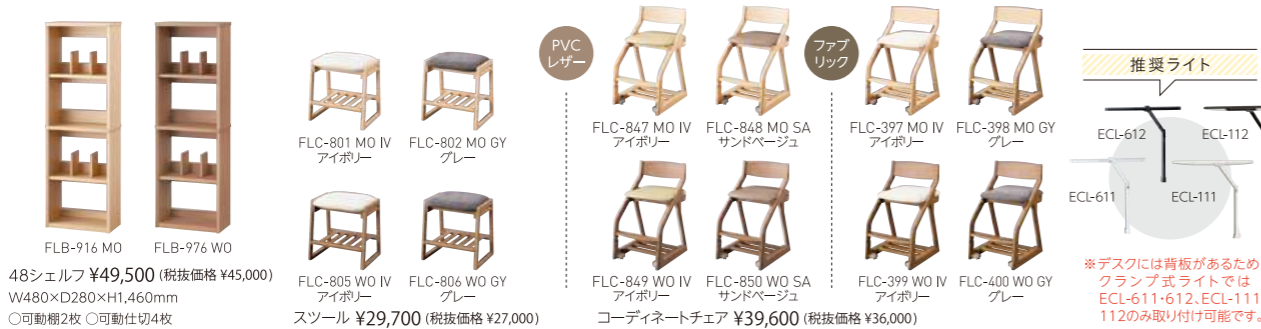 FLB-916 MO
FLB-976 WO
48シェルフ ¥49,500 (税抜価格 ¥45,000)
W480×D280×H1,460mm
○可動棚2枚 ○可動仕切4枚
FLC-801 MO IV
アイボリー
FLC-802 MO GY
グレー
FLC-805 WO IV
アイボリー
FLC-806 WO GY
グレー
スツール ¥29,700 (税抜価格 ¥27,000)
PVC
レザー
FLC-847 MO IV
アイボリー
FLC-848 MO SA
サンドベージュ
FLC-849 WO IV
アイボリー
FLC-850 WO SA
サンドベージュ
ファブ
リック
FLC-397 MO IV
アイボリー
FLC-398 MO GY
グレー
FLC-399 WO IV
アイボリー
FLC-400 WO GY
グレー
コーディネートチェア ¥39,600 (税抜価格 ¥36,000)
推奨ライト
ECL-612
ECL-112
ECL-611
ECL-111
※デスクには背板があるため
クランプ式ライトでは
ECL-611・612、ECL-111
112のみ取り付け可能です。